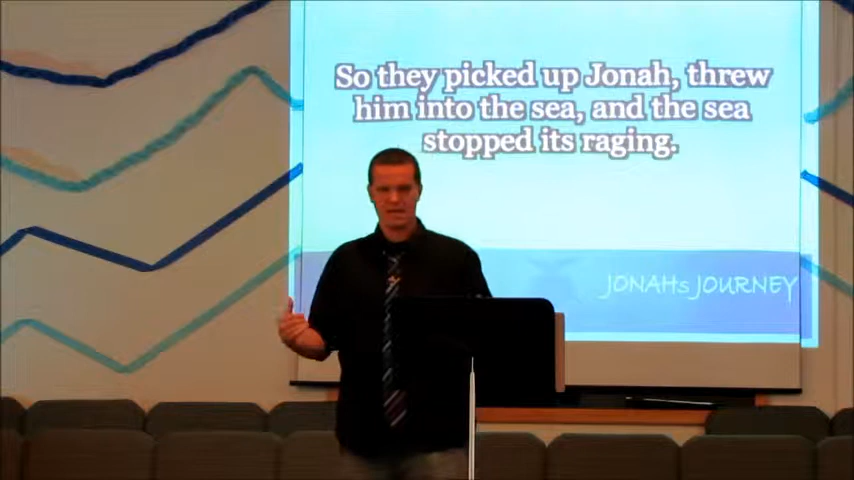 So they picked up Jonah, threw
him into the sea, and the sea
stopped its raging.
JONAHs JOURNEY